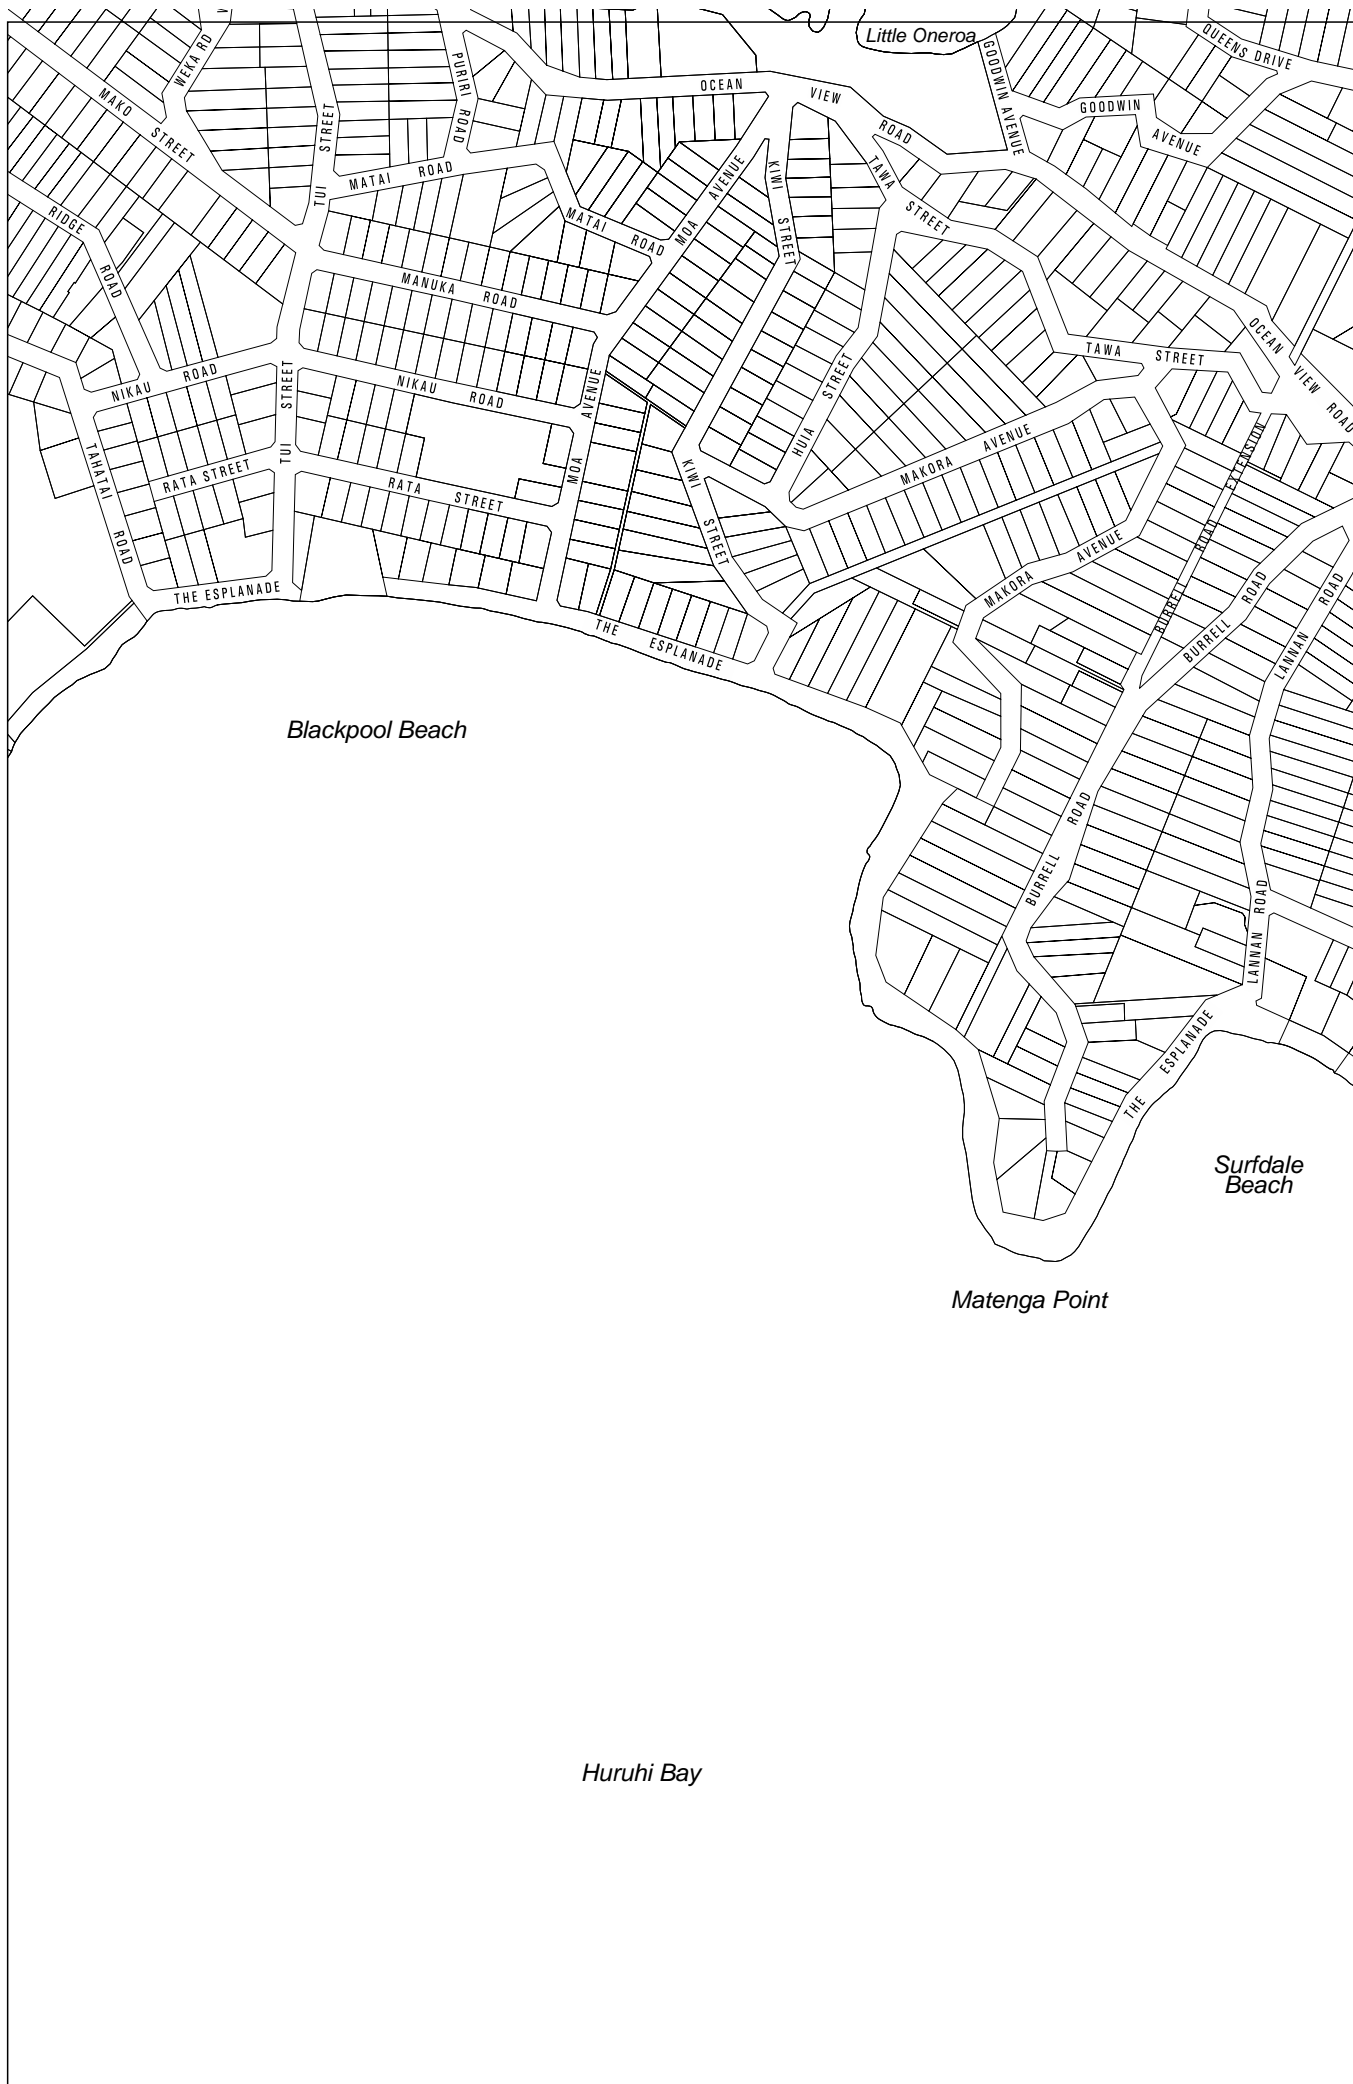 Little Oneroa
QUEENS DRIVE
WEKA RD
MAKO STREET
PURIRI ROAD
OCEAN VIEW ROAD
GOODWIN AVENUE
GOODWIN AVENUE
TUI STREET
MATAI ROAD
MATAI ROAD
MOA AVENUE
KIWI STREET
TAWA STREET
RIDGE ROAD
MANUKA ROAD
OCEAN VIEW ROAD
TAWA STREET
NIKAU ROAD
NIKAU ROAD
TUI STREET
MOA AVENUE
HUIA STREET
MAKORA AVENUE
TAHATAI ROAD
RATA STREET
RATA STREET
KIWI STREET
BURRELL ROAD EXTENSION
MAKORA AVENUE
THE ESPLANADE
THE ESPLANADE
BURRELL ROAD
LANNAN ROAD
Blackpool Beach
BURRELL ROAD
LANNAN ROAD
THE ESPLANADE
Surfdale
Beach
Matenga Point
Huruhi Bay